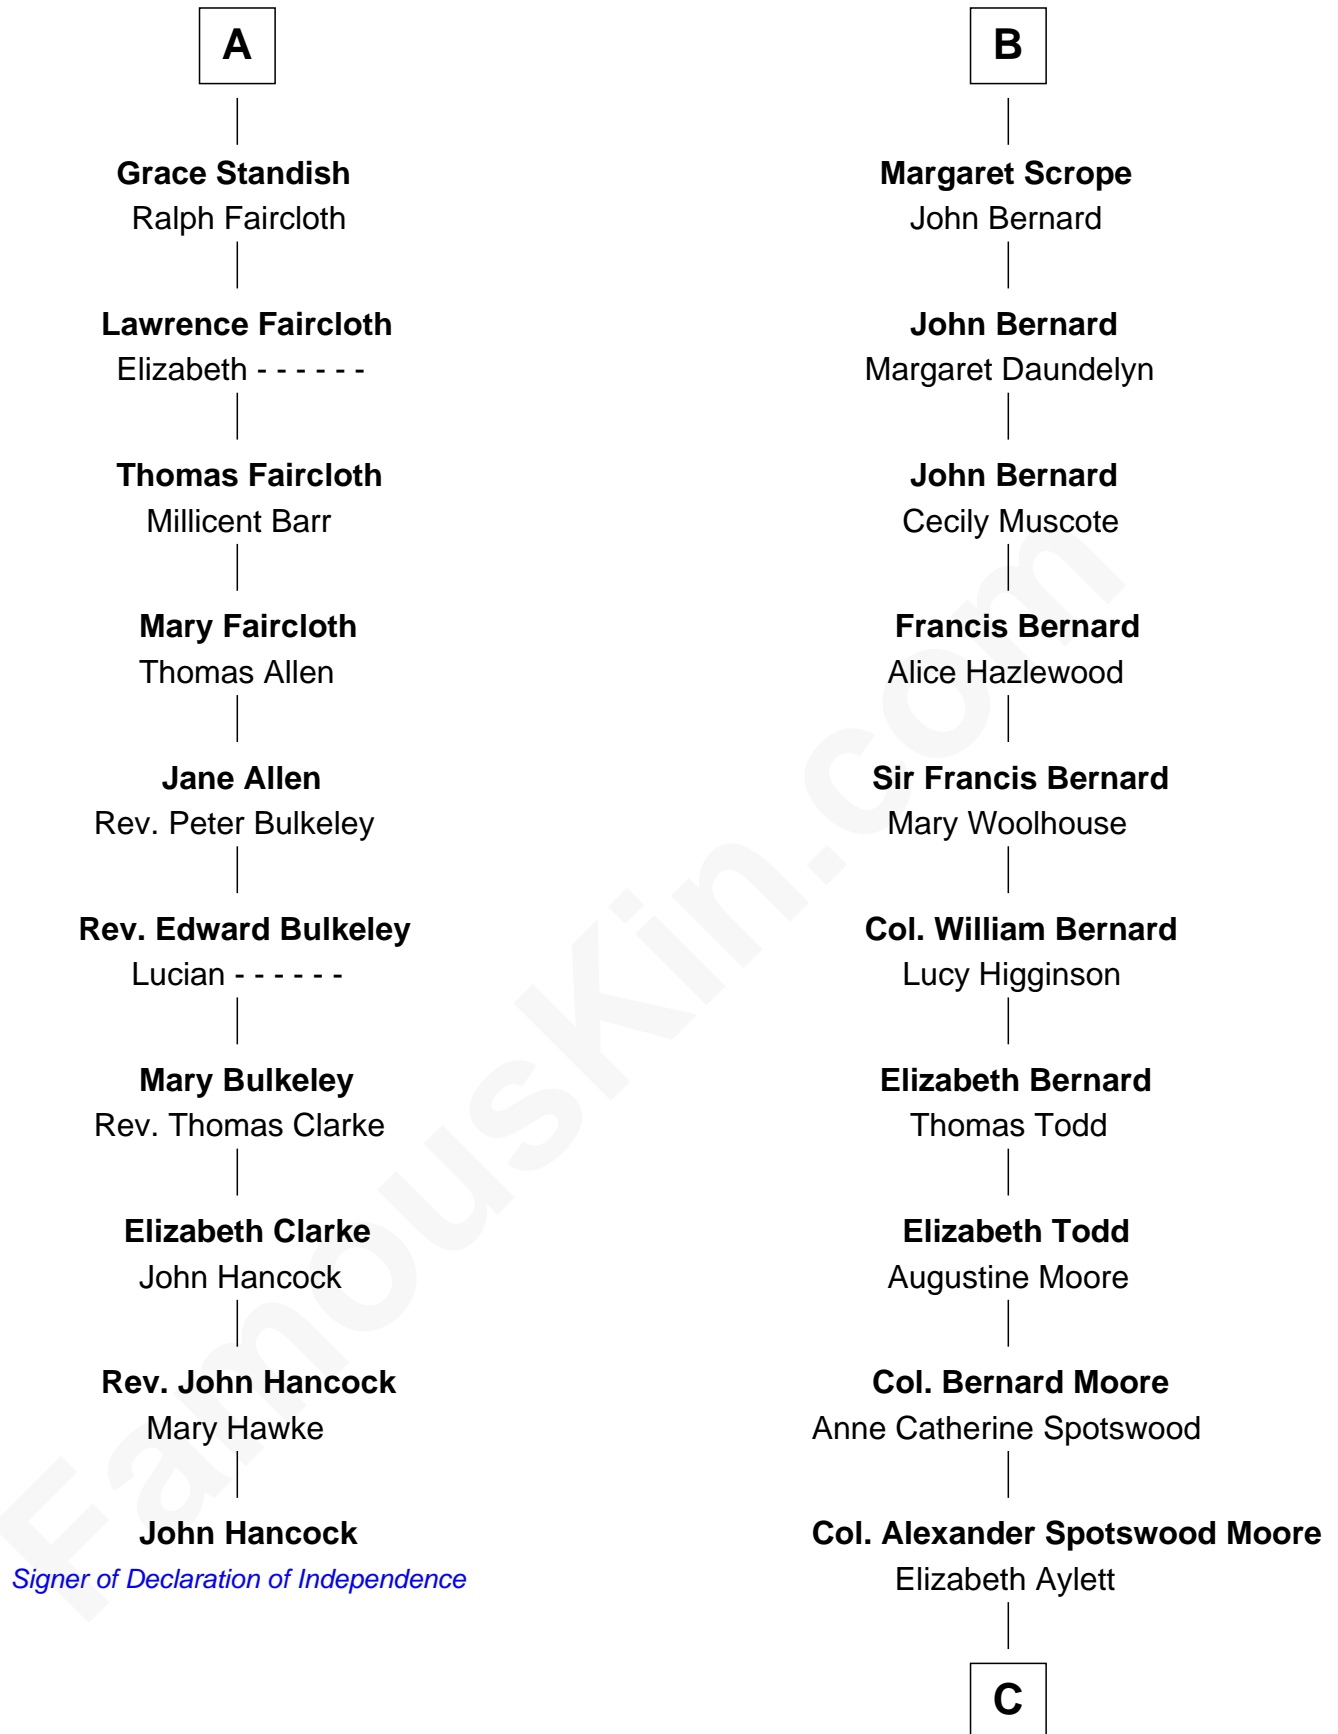 A
Grace Standish
Ralph Faircloth
Lawrence Faircloth
Elizabeth - - - - - -
Thomas Faircloth
Millicent Barr
Mary Faircloth
Thomas Allen
Jane Allen
Rev. Peter Bulkeley
Rev. Edward Bulkeley
Lucian - - - - - -
Mary Bulkeley
Rev. Thomas Clarke
Elizabeth Clarke
John Hancock
Rev. John Hancock
Mary Hawke
John Hancock
Signer of Declaration of Independence
B
Margaret Scrope
John Bernard
John Bernard
Margaret Daundelyn
John Bernard
Cecily Muscote
Francis Bernard
Alice Hazlewood
Sir Francis Bernard
Mary Woolhouse
Col. William Bernard
Lucy Higginson
Elizabeth Bernard
Thomas Todd
Elizabeth Todd
Augustine Moore
Col. Bernard Moore
Anne Catherine Spotswood
Col. Alexander Spotswood Moore
Elizabeth Aylett
C
FamousKin.com